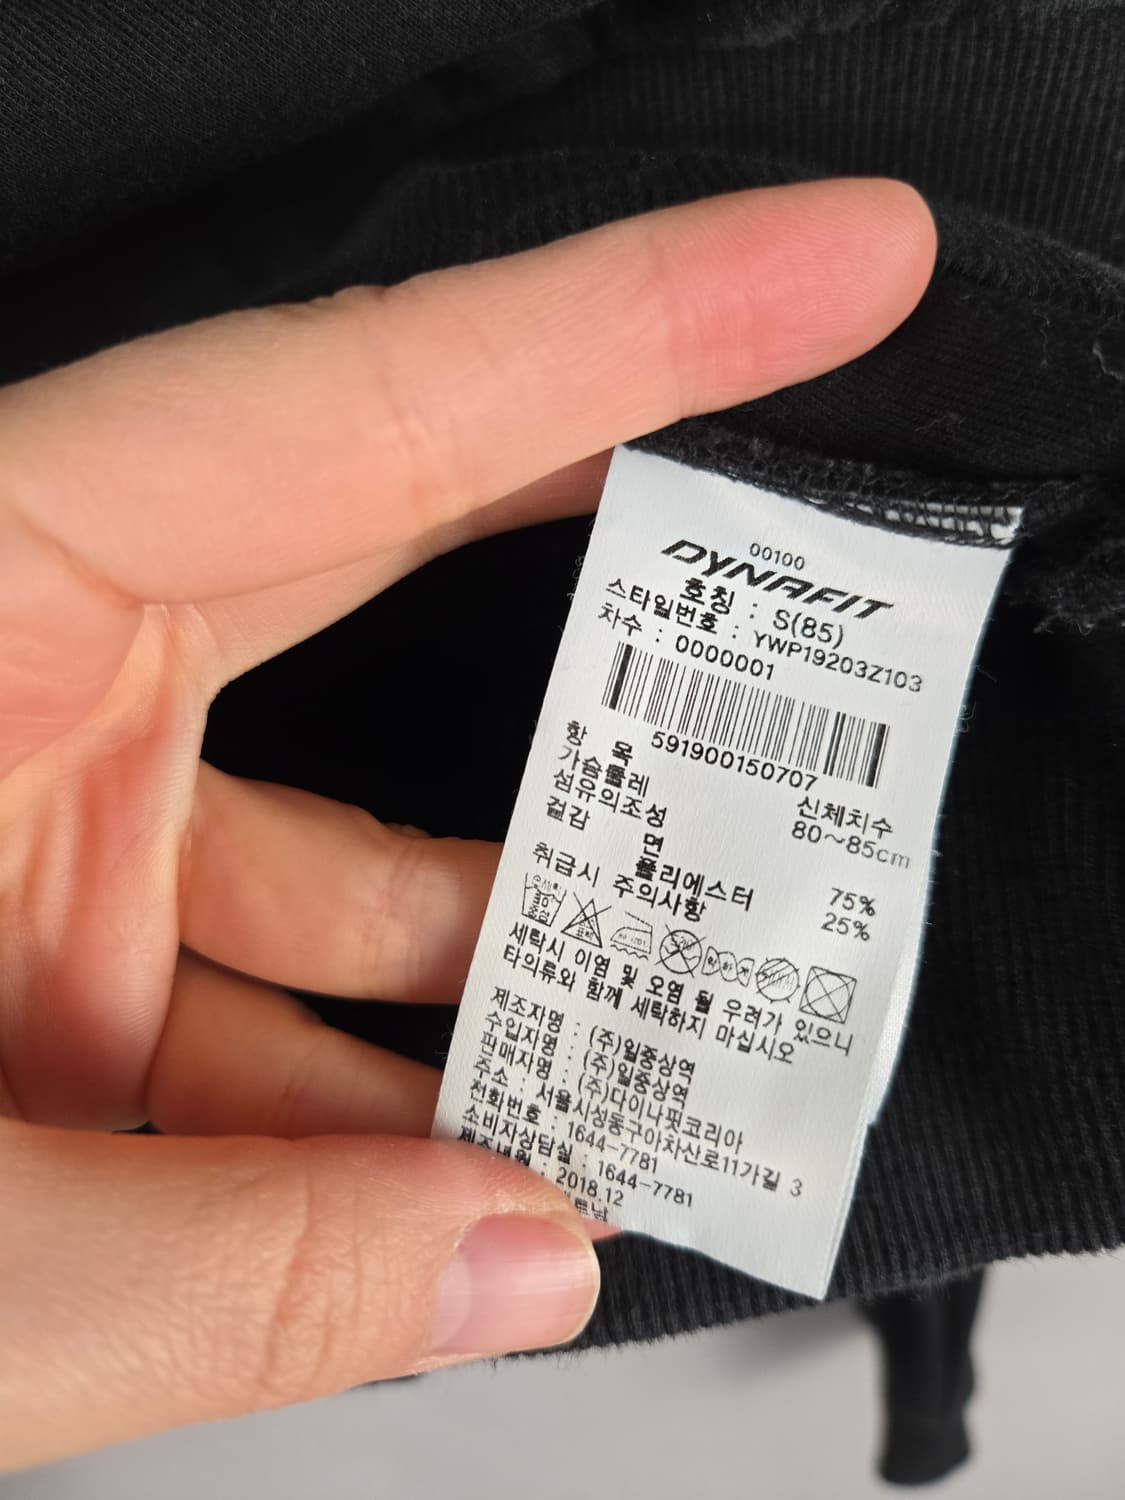 00100
DYNAFIT
호칭 : S(85)
스타일번호 : YWP19203Z103
차수 : 0000001
591900150707
항 목 신체치수
가슴둘레 80~85cm
섬유의조성
겉감 면 75%
폴리에스터 25%
취급시 주의사항
세탁시 이염 및 오염 될 우려가 있으니
타의류와 함께 세탁하지 마십시오
제조자명 : (주)일중상역
수입자명 : (주)일중상역
판매자명 : (주)다이나핏코리아
주소 : 서울시성동구아차산로11가길 3
전화번호 : 1644-7781
소비자상담실 : 1644-7781
제조년월 : 2018.12
베트남